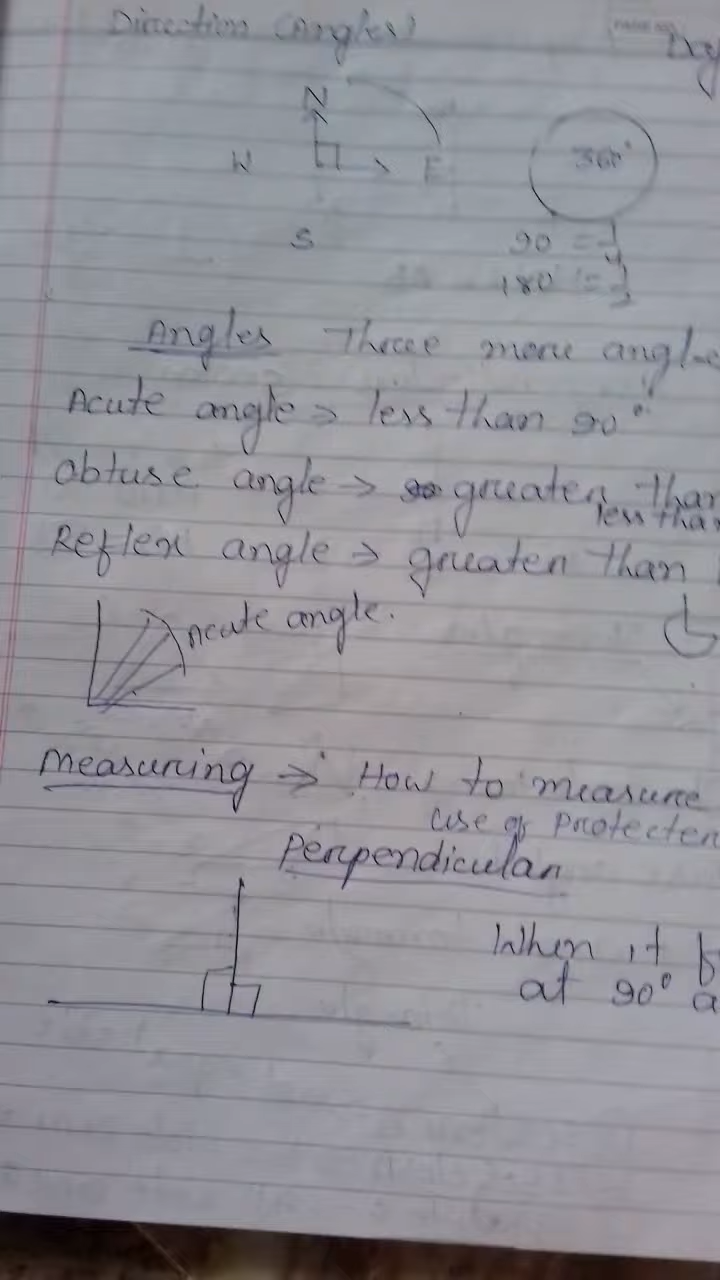 Direction (Angles)
N
W E 360°
S
90 = 1/4
180 = 1/2
Angles Three more angle
Acute angle → less than 90°
Obtuse angle → greater than
less than
Reflex angle → greater than
Acute angle.
Measuring → How to measure
use of Protecter
Perpendicular
When it
at 90° a